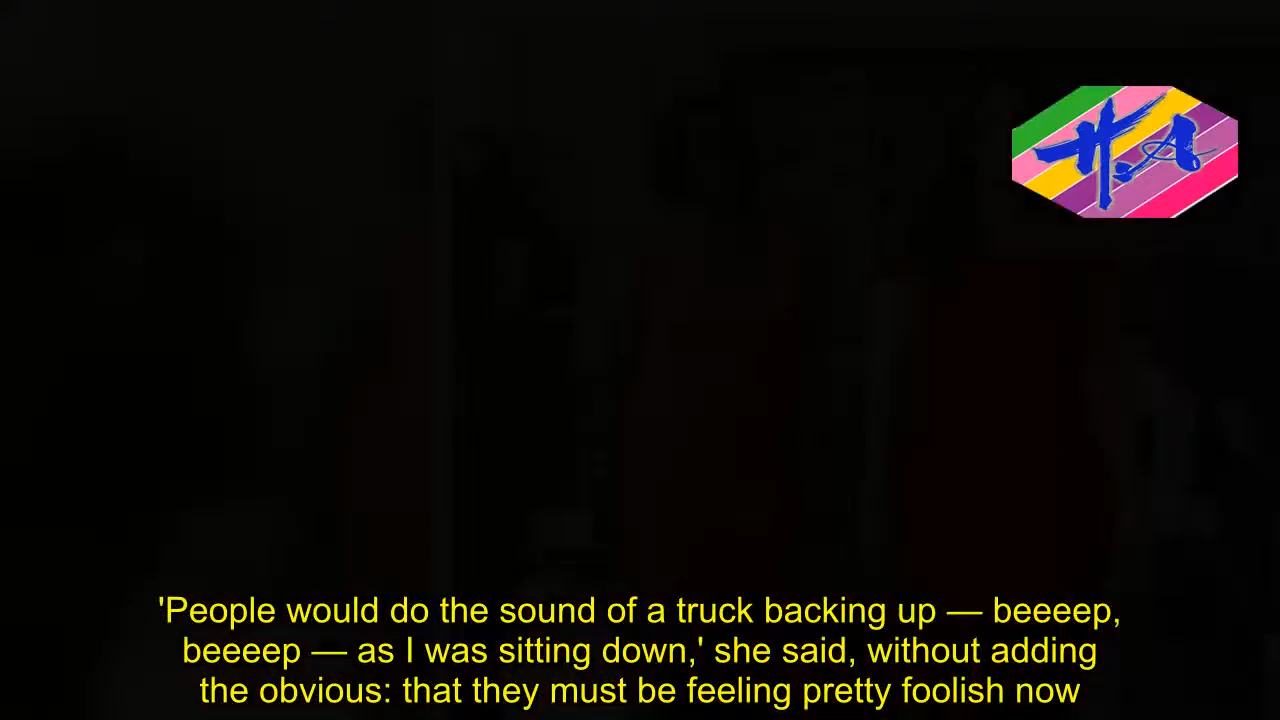 HA
'People would do the sound of a truck backing up — beeeep,
beeeep — as I was sitting down,' she said, without adding
the obvious: that they must be feeling pretty foolish now